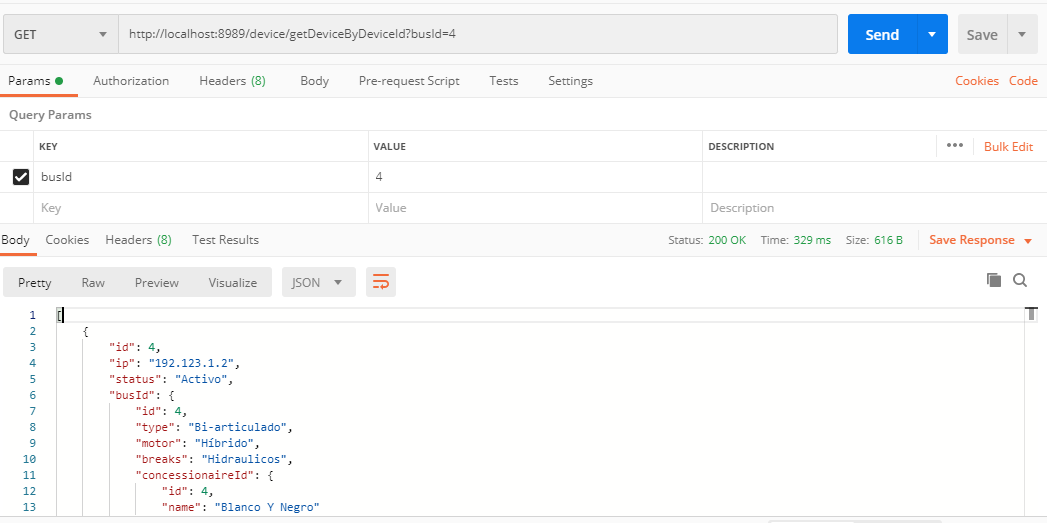 GET http://localhost:8989/device/getDeviceByDeviceId?busId=4 Send Save
Params Authorization Headers (8) Body Pre-request Script Tests Settings Cookies Code
Query Params
KEY VALUE DESCRIPTION ••• Bulk Edit
busId 4
Key Value Description
Body Cookies Headers (8) Test Results Status: 200 OK Time: 329 ms Size: 616 B Save Response
Pretty Raw Preview Visualize JSON
1 [
2 {
3 "id": 4,
4 "ip": "192.123.1.2",
5 "status": "Activo",
6 "busId": {
7 "id": 4,
8 "type": "Bi-articulado",
9 "motor": "Híbrido",
10 "breaks": "Hidraulicos",
11 "concessionaireId": {
12 "id": 4,
13 "name": "Blanco Y Negro"